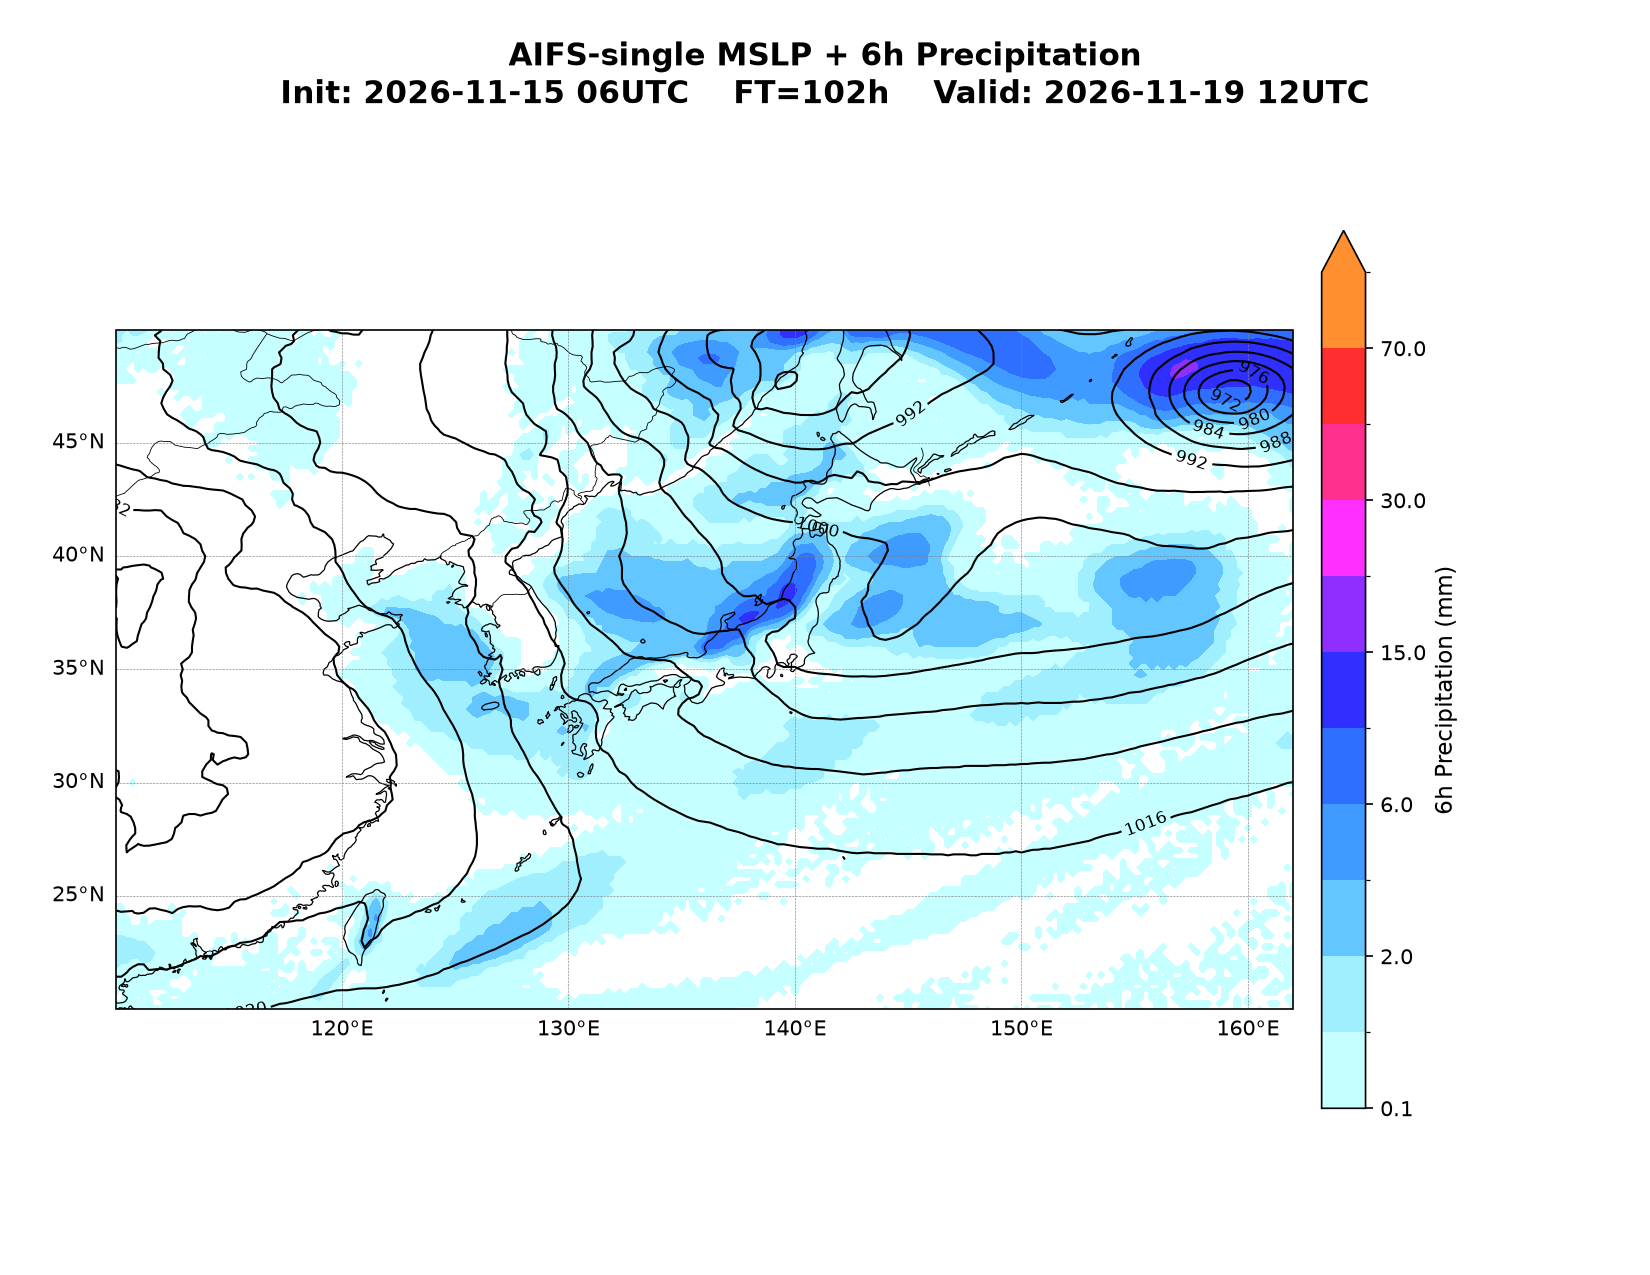 AIFS-single MSLP + 6h Precipitation
Init: 2026-11-15 06UTC    FT=102h    Valid: 2026-11-19 12UTC
45°N
40°N
35°N
30°N
25°N
120°E
130°E
140°E
150°E
160°E
976
972
980
984
988
992
992
1000
1016
70.0
30.0
15.0
6.0
2.0
0.1
6h Precipitation (mm)